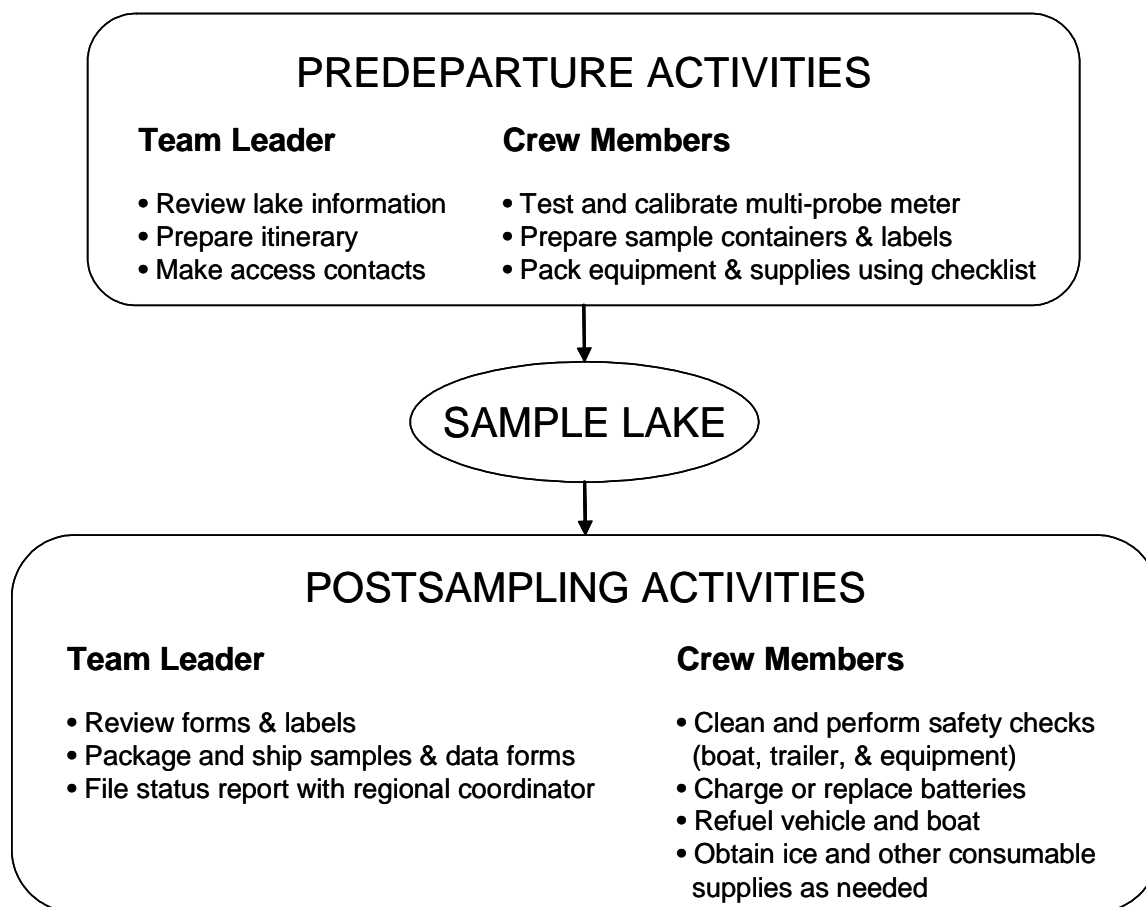 PREDEPARTURE ACTIVITIES
Team Leader
• Review lake information
• Prepare itinerary
• Make access contacts
Crew Members
• Test and calibrate multi-probe meter
• Prepare sample containers & labels
• Pack equipment & supplies using checklist
SAMPLE LAKE
POSTSAMPLING ACTIVITIES
Team Leader
• Review forms & labels
• Package and ship samples & data forms
• File status report with regional coordinator
Crew Members
• Clean and perform safety checks
(boat, trailer, & equipment)
• Charge or replace batteries
• Refuel vehicle and boat
• Obtain ice and other consumable
supplies as needed